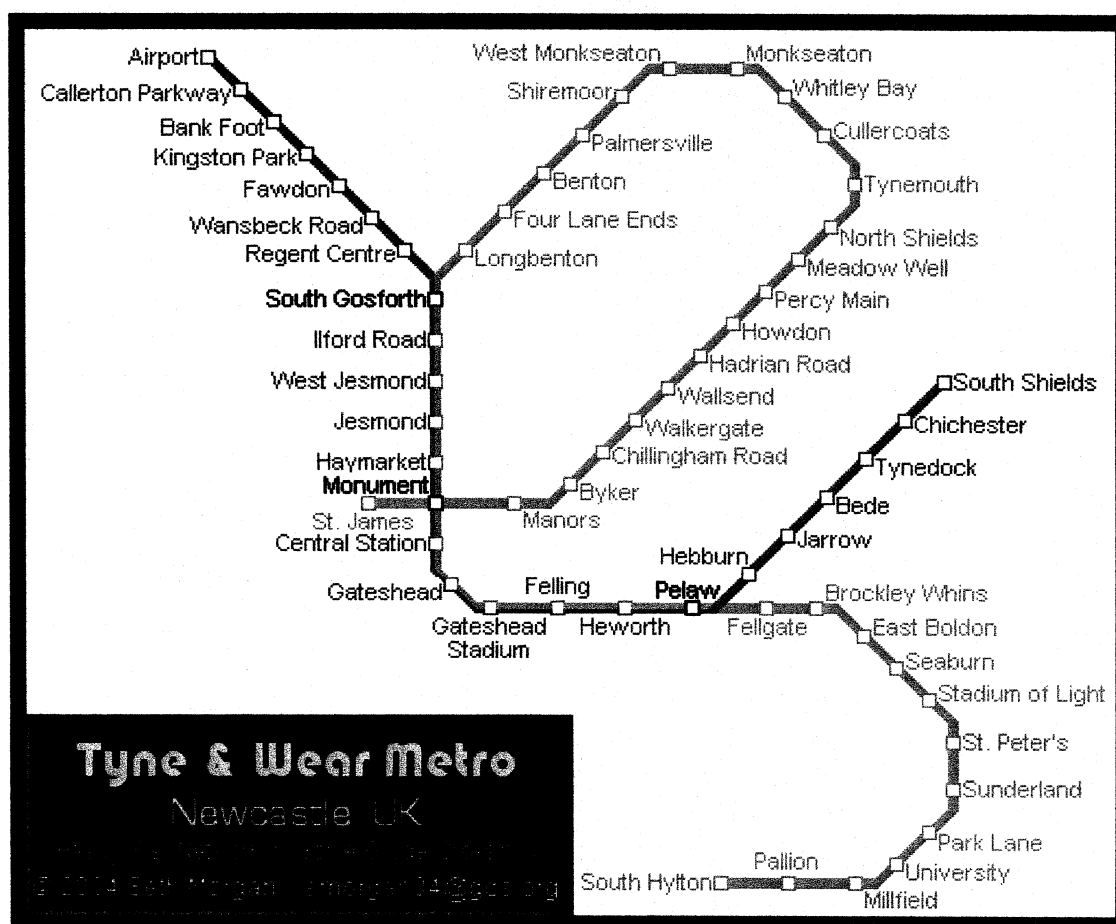 Airport
Callerton Parkway
Bank Foot
Kingston Park
Fawdon
Wansbeck Road
Regent Centre
South Gosforth
Ilford Road
West Jesmond
Jesmond
Haymarket
Monument
St. James
Central Station
Gateshead
Gateshead
Stadium
Felling
Heworth
Pelaw
Hebburn
Jarrow
Bede
Tynedock
Chichester
South Shields
West Monkseaton
Monkseaton
Shiremoor
Whitley Bay
Palmersville
Cullercoats
Benton
Tynemouth
Four Lane Ends
North Shields
Longbenton
Meadow Well
Percy Main
Howdon
Hadrian Road
Wallsend
Walkergate
Chillingham Road
Byker
Manors
Fellgate
Brockley Whins
East Boldon
Seaburn
Stadium of Light
St. Peter's
Sunderland
Park Lane
University
Millfield
Pallion
South Hylton
Tyne & Wear Metro
Newcastle UK